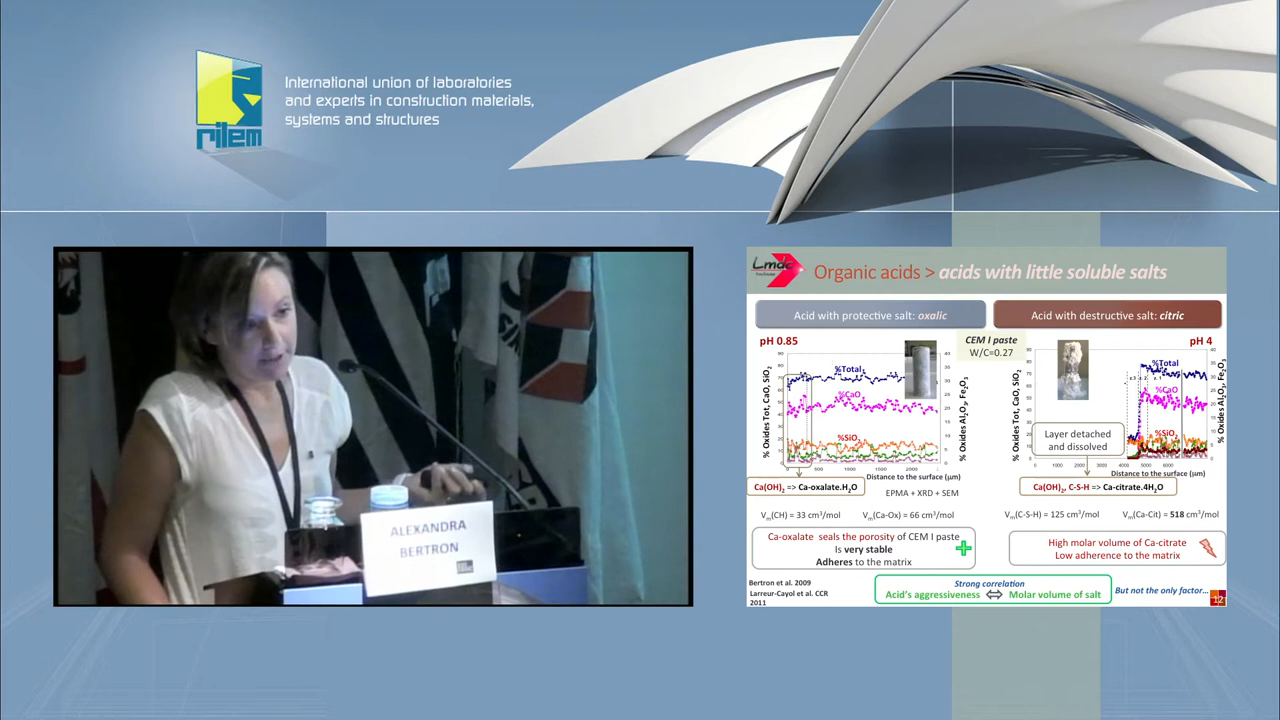 International union of laboratories
and experts in construction materials,
systems and structures
rilem
ALEXANDRA
BERTRON
Lmdc
Toulouse
Organic acids > acids with little soluble salts
Acid with protective salt: oxalic
Acid with destructive salt: citric
pH 0.85
CEM I paste
W/C=0.27
pH 4
% Oxides Tot, CaO, SiO2
%Total
%CaO
%SiO2
% Oxides Al2O3, Fe2O3
Distance to the surface (µm)
% Oxides Tot, CaO, SiO2
%Total
%CaO
%SiO2
% Oxides Al2O3, Fe2O3
Layer detached
and dissolved
Distance to the surface (µm)
Ca(OH)2 => Ca-oxalate.H2O
EPMA + XRD + SEM
Ca(OH)2, C-S-H => Ca-citrate.4H2O
Vm(CH) = 33 cm3/mol
Vm(Ca-Ox) = 66 cm3/mol
Vm(C-S-H) = 125 cm3/mol
Vm(Ca-Cit) = 518 cm3/mol
Ca-oxalate seals the porosity of CEM I paste
Is very stable
Adheres to the matrix
High molar volume of Ca-citrate
Low adherence to the matrix
Bertron et al. 2009
Larreur-Cayol et al. CCR
2011
Strong correlation
Acid's aggressiveness ⇔ Molar volume of salt
But not the only factor...
12